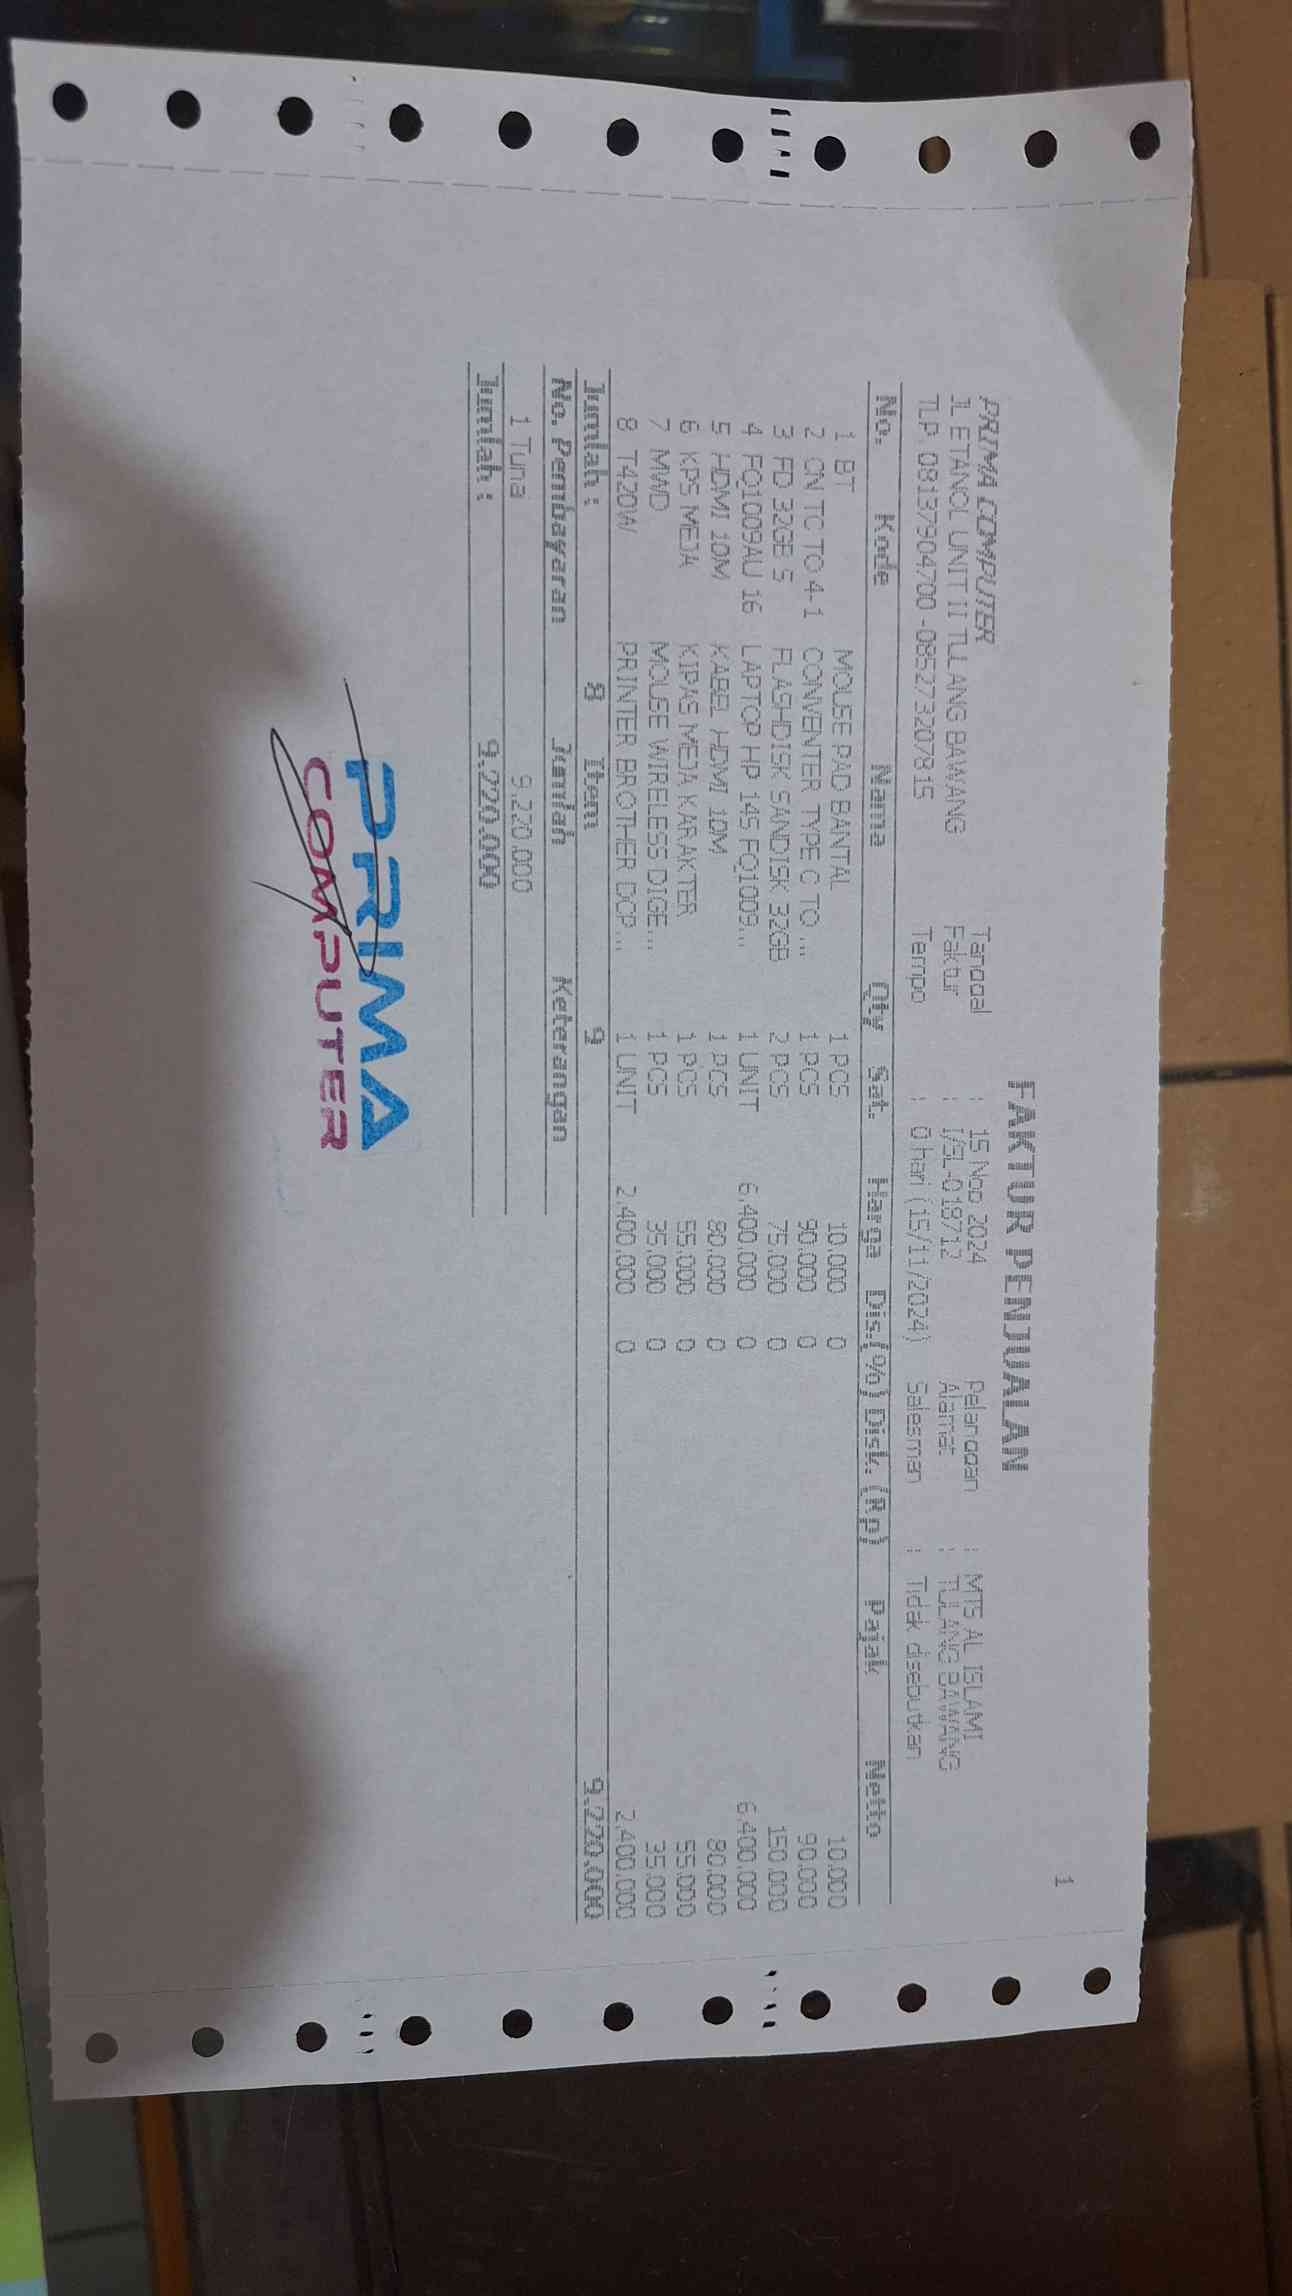 1
FAKTUR PENJUALAN
PRIMA COMPUTER
JL ETANOL UNIT II TULANG BAWANG
TLP. 08137904700 - 085273207815
Tanggal : 15 Nop 2024
Faktur : I/SL-018712
Tempo : 0 hari (15/11/2024)
Pelanggan : MTS AL ISLAMI
Alamat : TULANG BAWANG
Salesman : Tidak disebutkan
No. Kode Nama Qty Sat. Harga Dis.(%) Disk. (Rp) Pajak Netto
1 BT MOUSE PAD BANTAL 1 PCS 10.000 0 10.000
2 CN TC TO 4-1 CONVENTER TYPE C TO ... 1 PCS 90.000 0 90.000
3 FD 32GB S FLASHDISK SANDISK 32GB 2 PCS 75.000 0 150.000
4 FQ1009AU 16 LAPTOP HP 14S FQ1009... 1 UNIT 6.400.000 0 6.400.000
5 HDMI 10M KABEL HDMI 10M 1 PCS 80.000 0 80.000
6 KPS MEJA KIPAS MEJA KARAKTER 1 PCS 55.000 0 55.000
7 MWD MOUSE WIRELESS DIGE... 1 PCS 35.000 0 35.000
8 T420W PRINTER BROTHER DCP... 1 UNIT 2.400.000 0 2.400.000
Jumlah : 8 Item 9 9.220.000
No. Pembayaran Jumlah Keterangan
1 Tunai 9.220.000
Jumlah : 9.220.000
PRIMA
COMPUTER